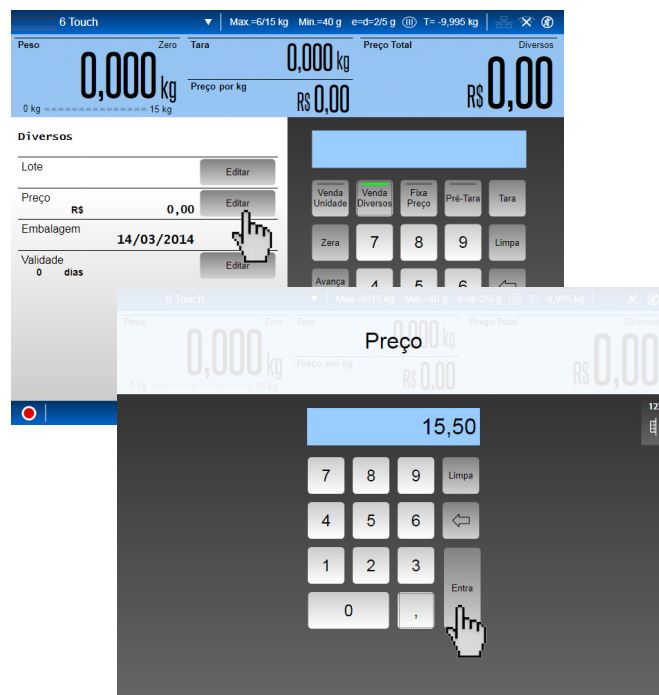 6 Touch ▼ Max.=6/15 kg Min.=40 g e=d=2/5 g III T= -9,995 kg
Peso Zero Tara Preço Total Diversos
0,000 kg
0,000 kg
Preço por kg
R$ 0,00
R$ 0,00
0 kg 15 kg
Diversos
Lote Editar
Preço
R$ 0,00 Editar
Embalagem
14/03/2014
Validade
0 dias Editar
Venda Unidade
Venda Diversos
Fixa Preço
Pré-Tara
Tara
Zera 7 8 9 Limpa
Avança 4 5 6
6 Touch ▼ Max.=6/15 kg Min.=40 g e=d=2/5 g III T= -9,995 kg
Peso Zero Tara Preço Total Diversos
0,000 kg
0,000 kg
Preço
Preço por kg
R$ 0,00
R$ 0,00
0 kg 15 kg
15,50
7 8 9 Limpa
4 5 6
1 2 3
Entra
0 ,